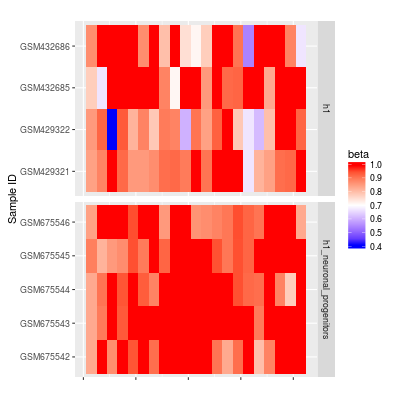 GSM432686
GSM432685
GSM429322
GSM429321
h1
GSM675546
GSM675545
GSM675544
GSM675543
GSM675542
h1_neuronal_progenitors
Sample ID
beta
1.0
0.9
0.8
0.7
0.6
0.5
0.4